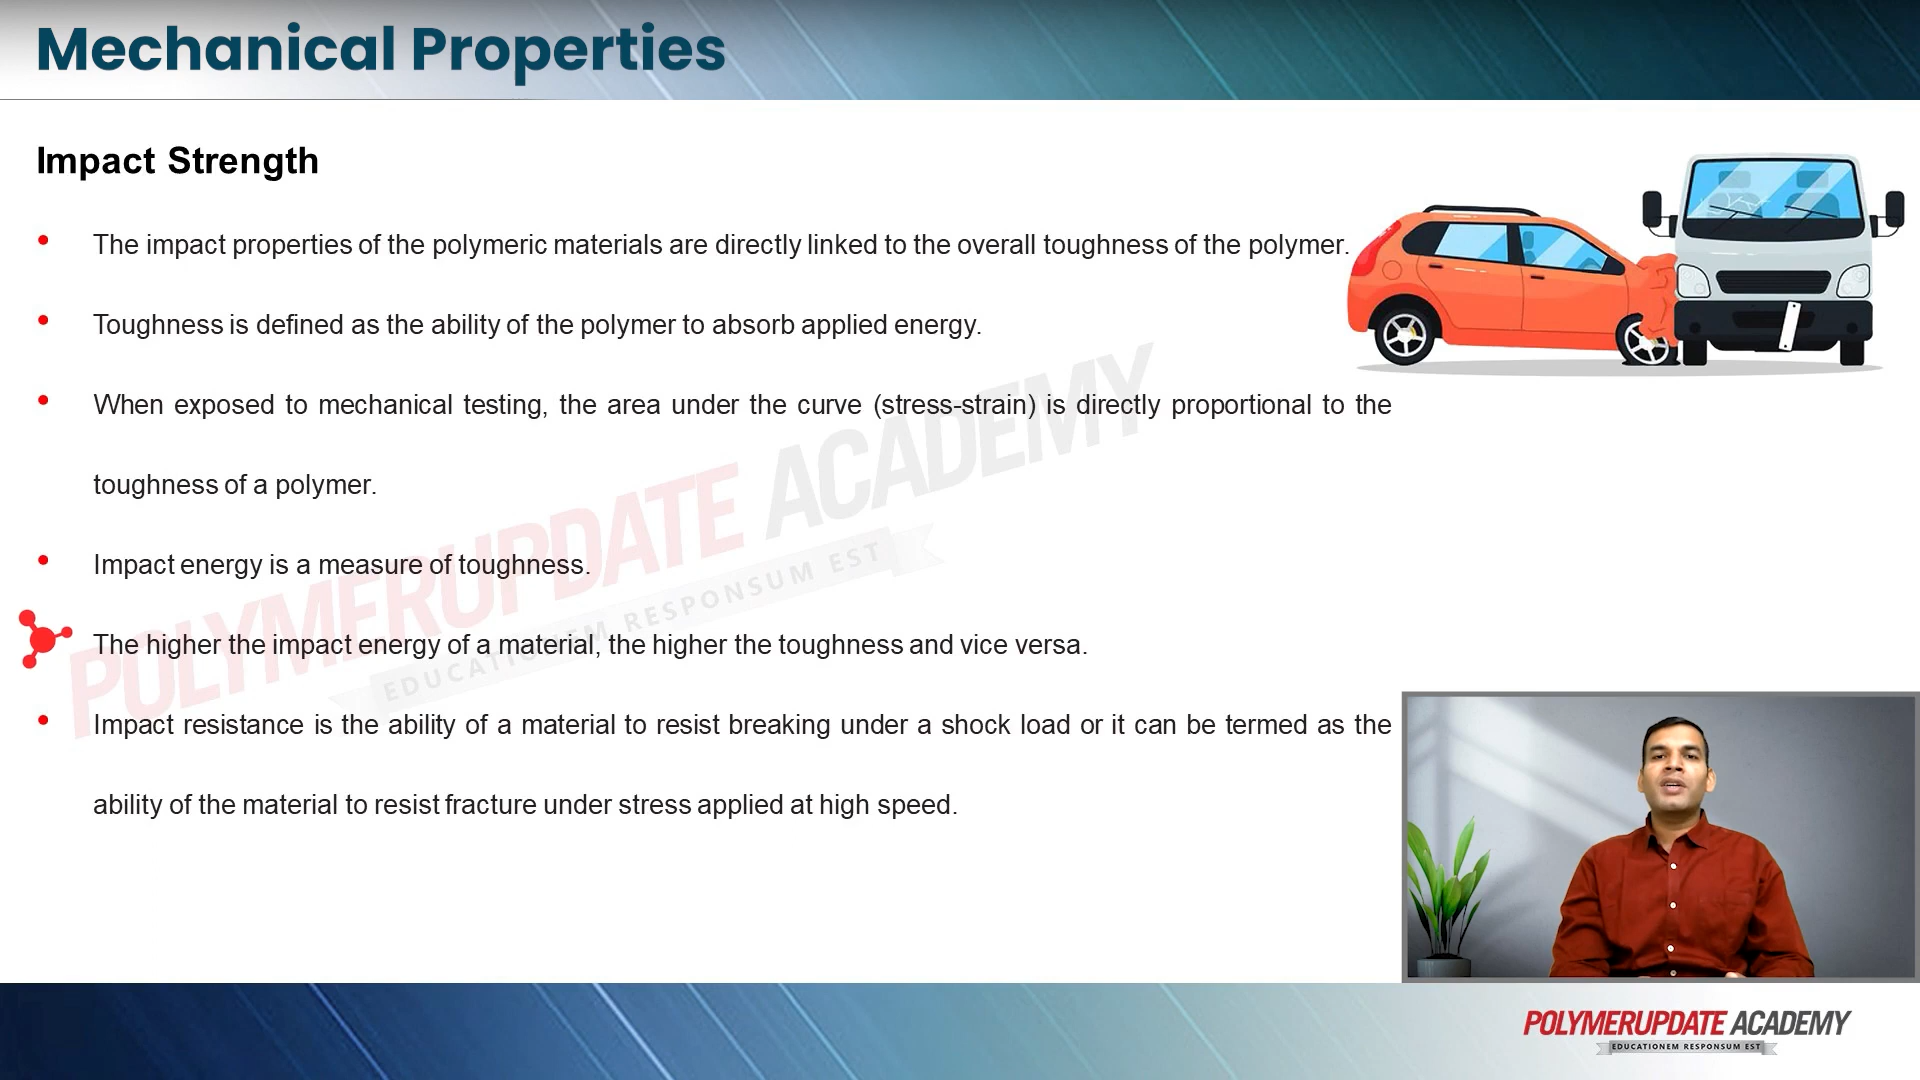 Mechanical Properties
Impact Strength
• The impact properties of the polymeric materials are directly linked to the overall toughness of the polymer.
• Toughness is defined as the ability of the polymer to absorb applied energy.
• When exposed to mechanical testing, the area under the curve (stress-strain) is directly proportional to the
toughness of a polymer.
• Impact energy is a measure of toughness.
The higher the impact energy of a material, the higher the toughness and vice versa.
• Impact resistance is the ability of a material to resist breaking under a shock load or it can be termed as the
ability of the material to resist fracture under stress applied at high speed.
POLYMERUPDATE ACADEMY
EDUCATIONEM RESPONSUM EST
POLYMERUPDATE ACADEMY
EDUCATIONEM RESPONSUM EST